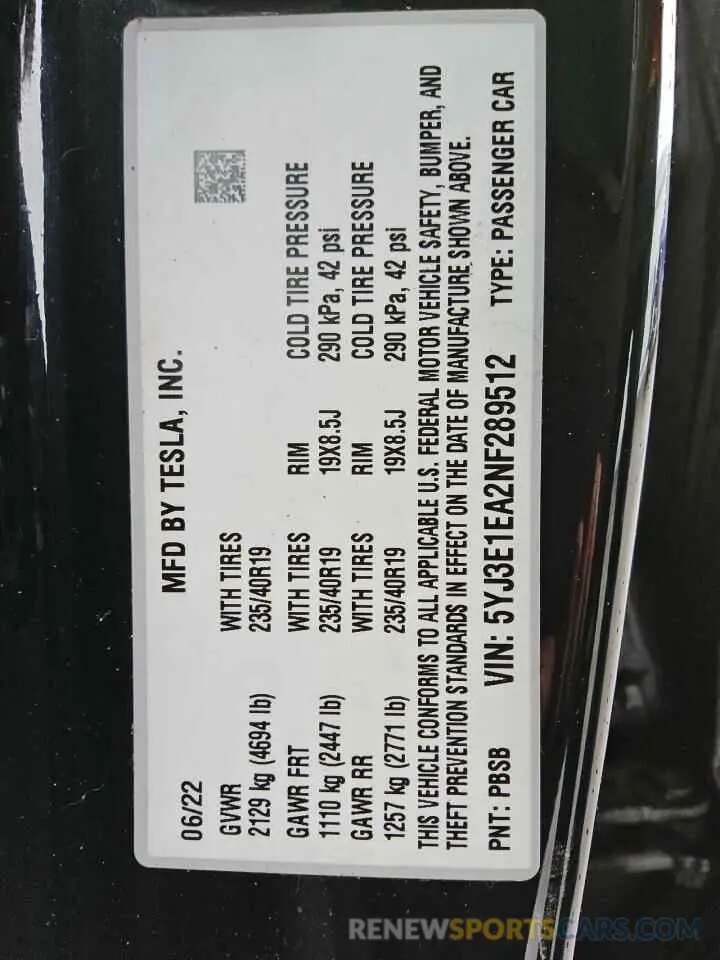 MFD BY TESLA, INC.
06/22
GVWR WITH TIRES
2129 kg (4694 lb) 235/40R19
GAWR FRT WITH TIRES RIM COLD TIRE PRESSURE
1110 kg (2447 lb) 235/40R19 19X8.5J 290 kPa, 42 psi
GAWR RR WITH TIRES RIM COLD TIRE PRESSURE
1257 kg (2771 lb) 235/40R19 19X8.5J 290 kPa, 42 psi
THIS VEHICLE CONFORMS TO ALL APPLICABLE U.S. FEDERAL MOTOR VEHICLE SAFETY, BUMPER, AND
THEFT PREVENTION STANDARDS IN EFFECT ON THE DATE OF MANUFACTURE SHOWN ABOVE.
PNT: PBSB VIN: 5YJ3E1EA2NF289512 TYPE: PASSENGER CAR
RENEWSPORTSCARS.COM